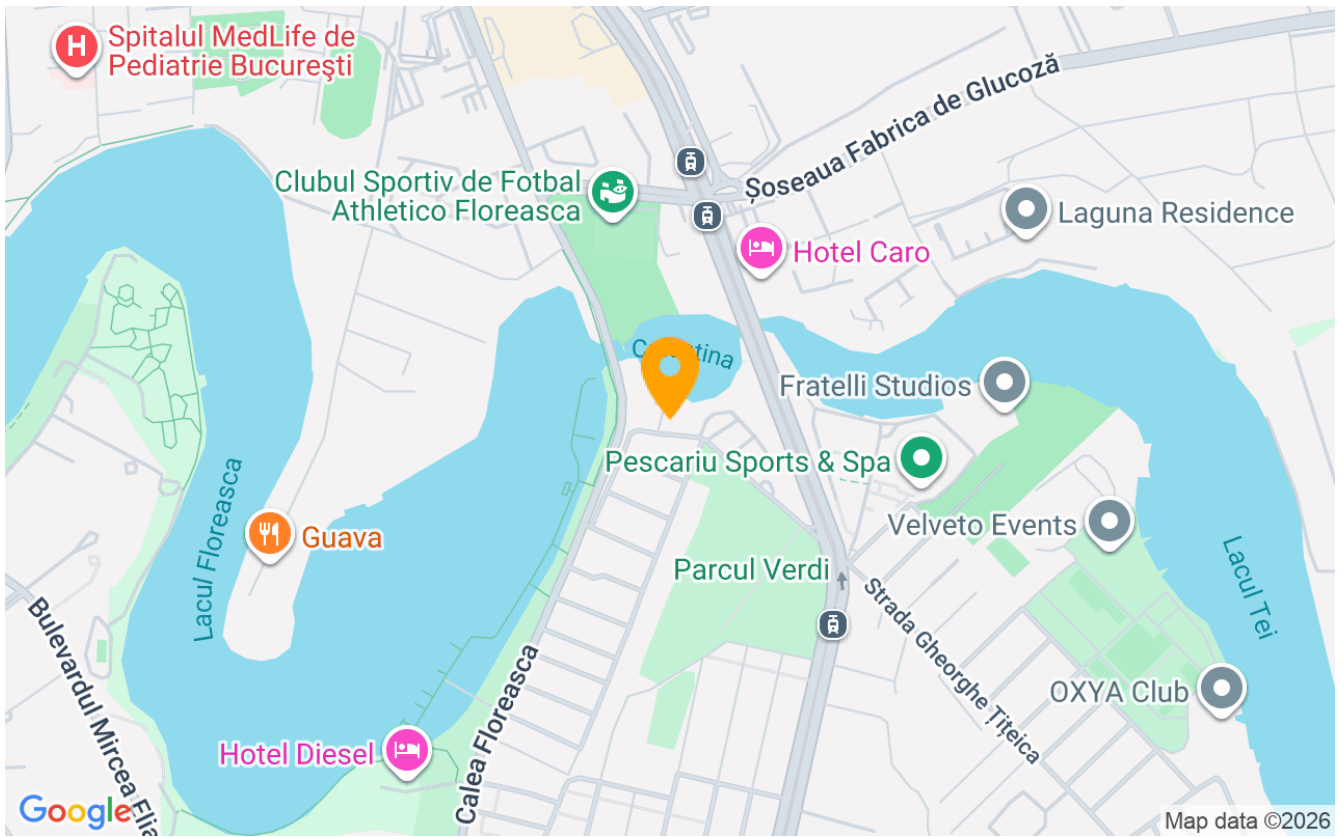 Spitalul MedLife de
Pediatrie București
Șoseaua Fabrica de Glucoză
Clubul Sportiv de Fotbal
Athletico Floreasca
Laguna Residence
Hotel Caro
Fratelli Studios
Pescariu Sports & Spa
Lacul Floreasca
Velveto Events
Guava
Parcul Verdi
Lacul Tei
Strada Gheorghe Țițeica
Bulevardul Mircea Elia
Calea Floreasca
OXYA Club
Hotel Diesel
Google
Map data ©2026